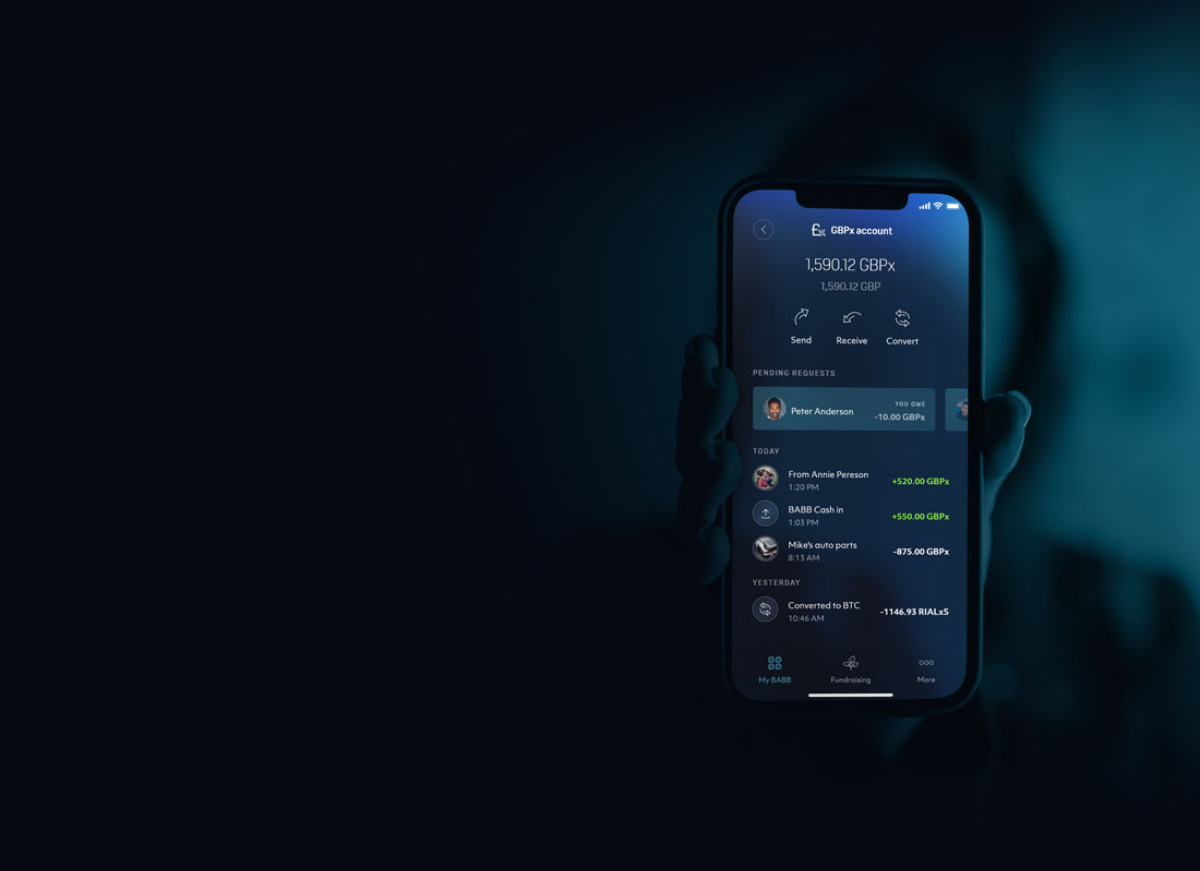 GBPx account
1,590.12 GBPx
1,590.12 GBP
Send Receive Convert
PENDING REQUESTS
Peter Anderson
YOU OWE
-10.00 GBPx
TODAY
From Annie Pereson
1:20 PM
+520.00 GBPx
BABB Cash in
1:03 PM
+550.00 GBPx
Mike's auto parts
8:13 AM
-875.00 GBPx
YESTERDAY
Converted to BTC
10:46 AM
-1146.93 RIALxS
My BABB Fundraising More